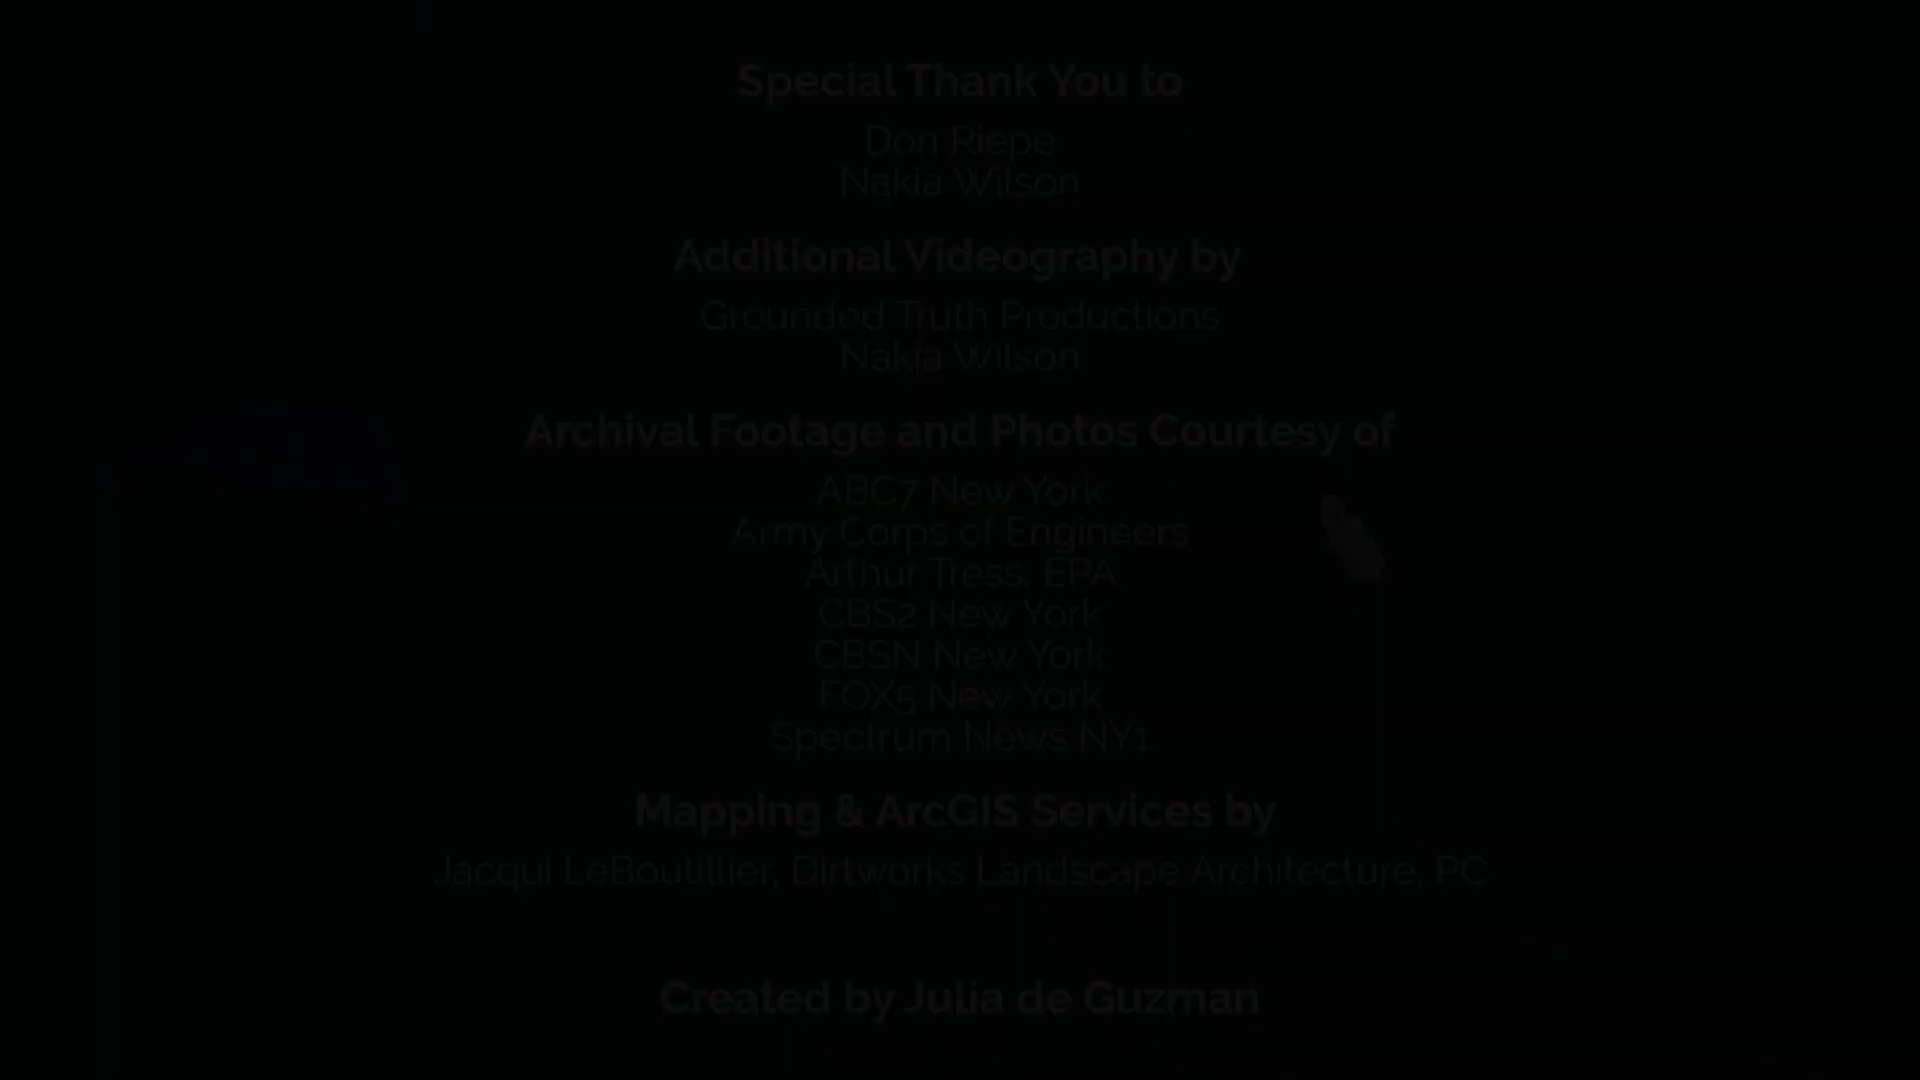 Special Thank You to
Don Riepe
Nakia Wilson
Additional Videography by
Grounded Truth Productions
Nakia Wilson
Archival Footage and Photos Courtesy of
ABC7 New York
Army Corps of Engineers
Arthur Tress, EPA
CBS2 New York
CBSN New York
FOX5 New York
Spectrum News NY1
Mapping & ArcGIS Services by
Jacqui LeBoutillier, Dirtworks Landscape Architecture, PC
Created by Julia de Guzman